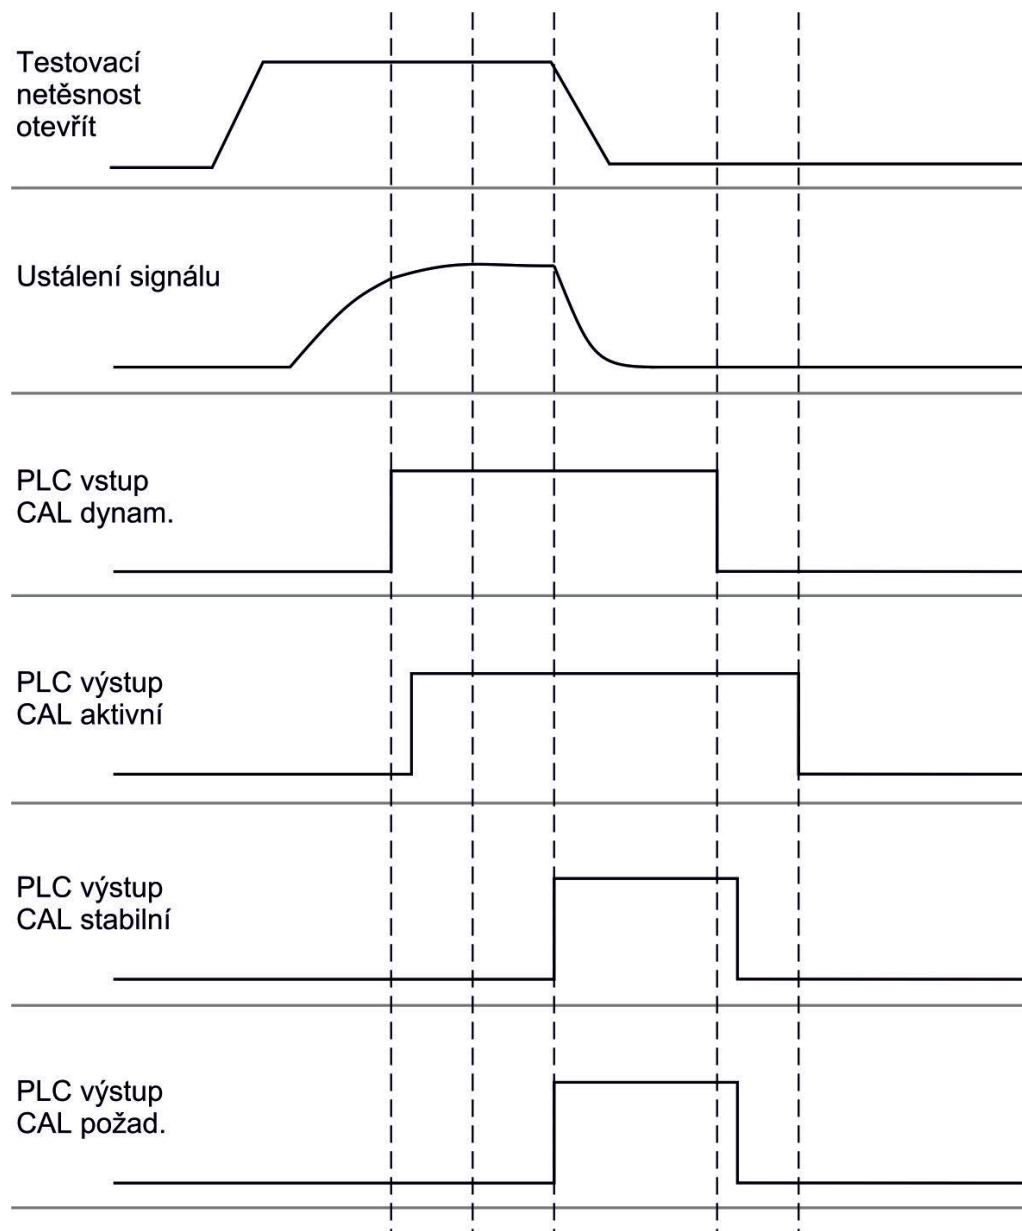 Testovací
netěsnost
otevřít
Ustálení signálu
PLC vstup
CAL dynam.
PLC výstup
CAL aktivní
PLC výstup
CAL stabilní
PLC výstup
CAL požad.